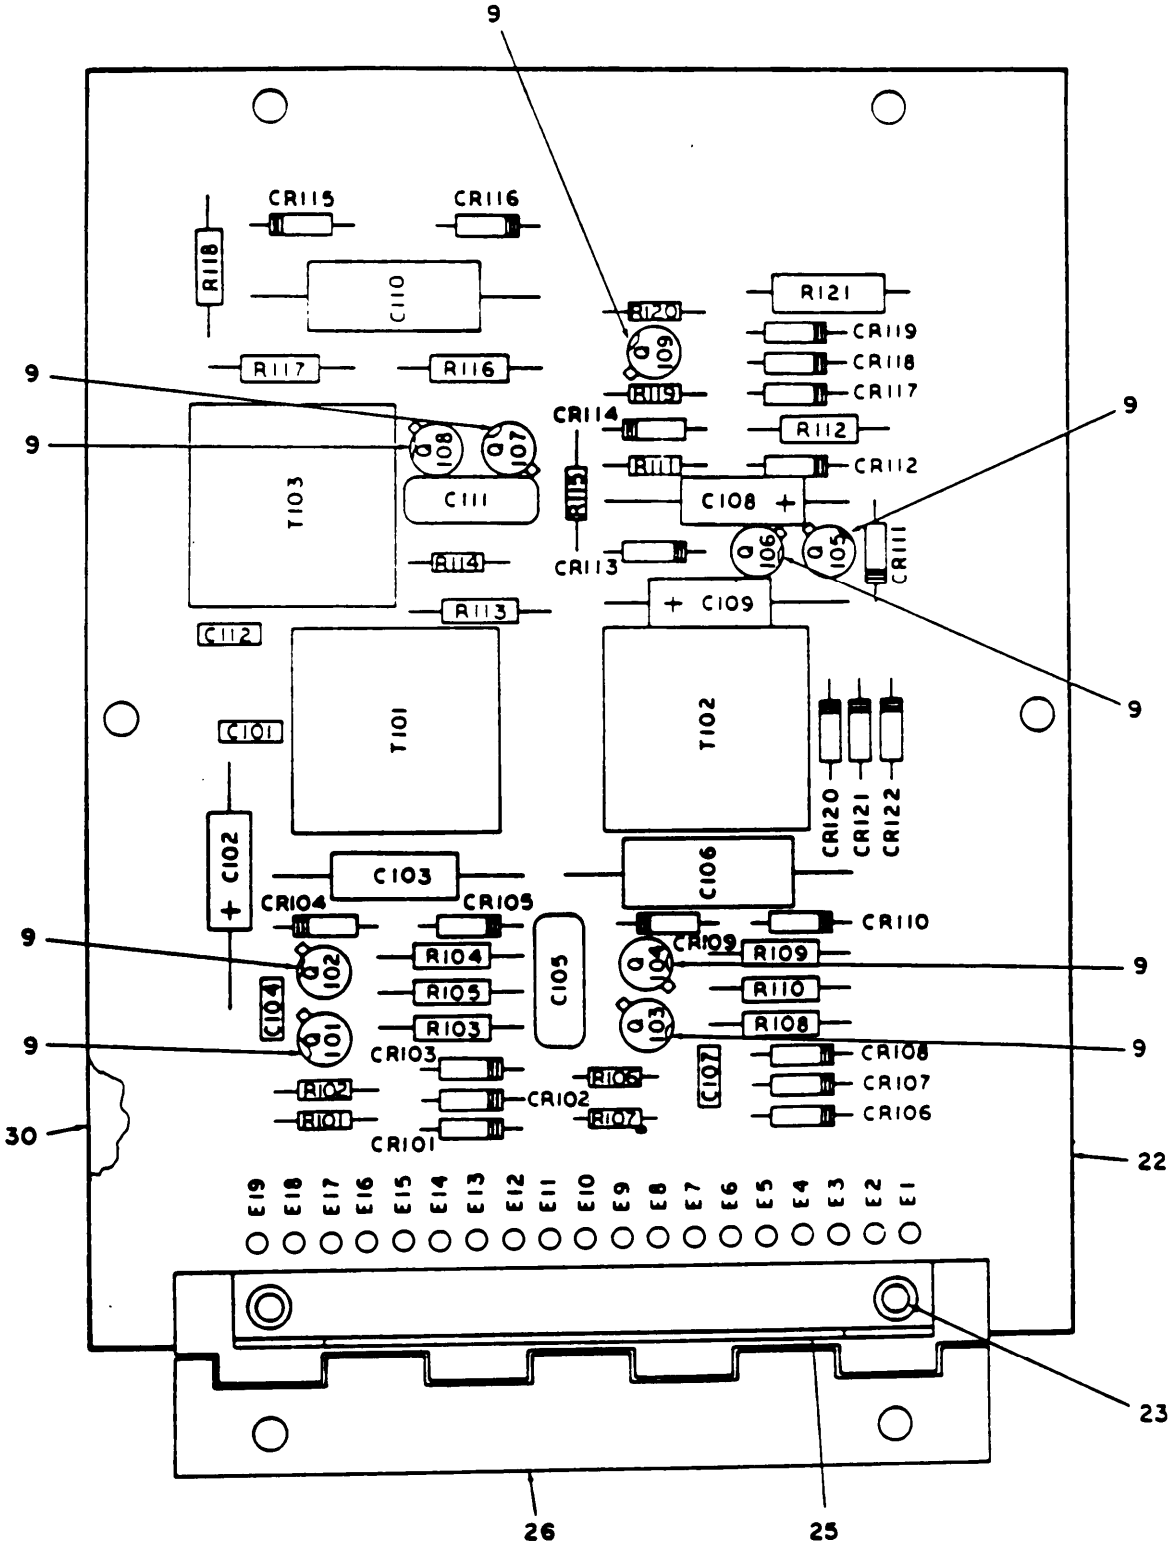 9
CR115 CR116
R118
C110
R121
R120
CR119
Q 109
CR118
R117 R116
9
R119
CR117
CR114
9
Q 108 Q 107
R112
9
R111
CR112
T103
C111
R115
C108 +
Q 106 Q 105
CR111
R114
CR113
R113
+ C109
C112
9
T101
T102
C101
CR120
CR121
CR122
C102 +
C103
C106
CR104 CR105
CR110
CR109
9
Q 102
R104
C105
Q 104
R109
9
C104
R105
R110
Q 101
R103
Q 103
R108
9
9
CR103
CR108
C107
R102
R106
CR107
CR102
R101
R107
CR106
CR101
30
22
E19 E18 E17 E16 E15 E14 E13 E12 E11 E10 E9 E8 E7 E6 E5 E4 E3 E2 E1
23
26
25